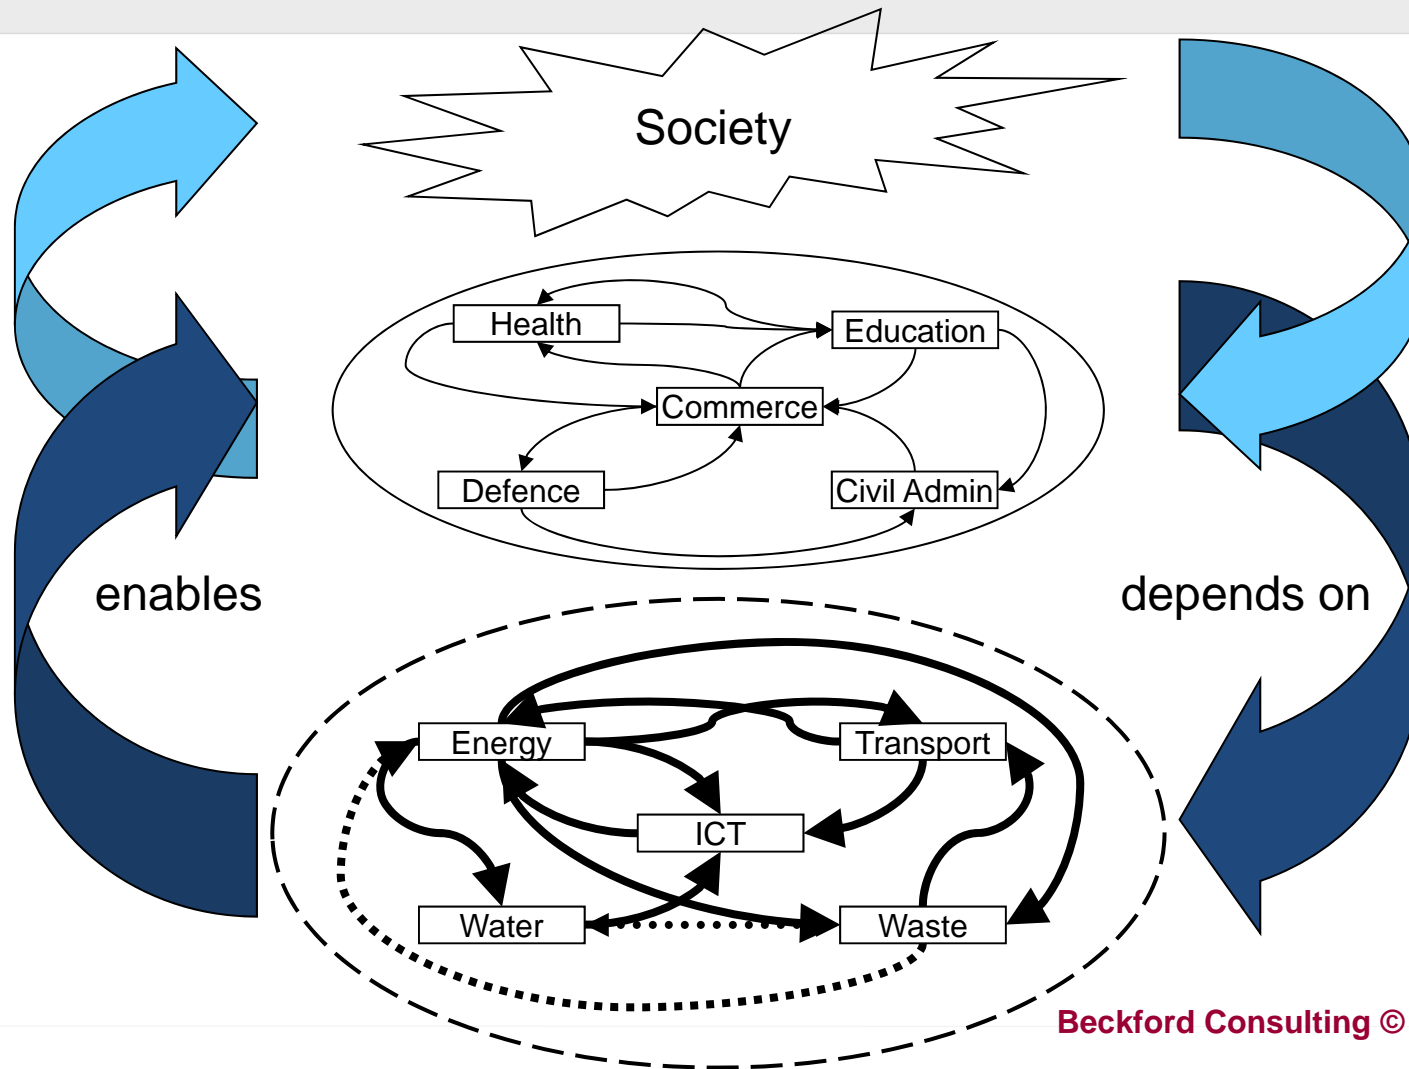 Society
Health
Education
Commerce
Defence
Civil Admin
enables
depends on
Energy
Transport
ICT
Water
Waste
Beckford Consulting ©